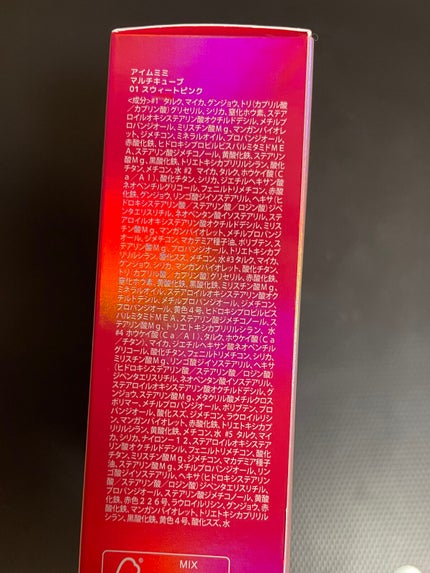 アイムミミ
マルチキューブ
01 スウィートピンク
<成分>#1 タルク、マイカ、グンジョウ、トリ(カプリル酸
/カプリン酸)グリセリル、シリカ、窒化ホウ素、ステア
ロイルオキシステアリン酸オクチルドデシル、メチルプ
ロパンジオール、ミリスチン酸Mg、マンガンバイオレ
ット、ジメチコン、ミネラルオイル、プロパンジオール、
赤酸化鉄、ヒドロキシプロピルビスパルミタミドME
A、ステアリン酸ジメチコノール、黄酸化鉄、ステアリン
酸Mg、黒酸化鉄、トリエトキシカプリリルシラン、酸化
チタン、メチコン、水 #2 マイカ、タルク、ホウケイ酸(C
a/Al)、酸化チタン、シリカ、ジエチルヘキサン酸
ネオペンチルグリコール、フェニルトリメチコン、赤酸
化鉄、グンジョウ、リンゴ酸ジイソステアリル、ヘキサ(ヒ
ドロキシステアリン酸/ステアリン酸/ロジン酸)ジ
ペンタエリスリチル、ネオペンタン酸イソステアリル、ステ
アロイルオキシステアリン酸オクチルドデシル、ミリス
チン酸Mg、マンガンバイオレット、メチルプロパンジオ
ール、ジメチコン、マカデミア種子油、ポリブテン、ステ
アリン酸Mg、プロパンジオール、トリエトキシカプリ
リルシラン、酸化スズ、メチコン、水#3タルク、マイカ、
グンジョウ、シリカ、マンガンバイオレット、酸化チタン、
トリ(カプリル酸/カプリン酸)グリセリル、赤酸化鉄、
窒化ホウ素、黄酸化鉄、黒酸化鉄、ミリスチン酸Mg、
ミネラルオイル、ステアロイルオキシステアリン酸オク
チルドデシル、メチルプロパンジオール、ジメチコン、
プロパンジオール、黄色4号、ヒドロキシプロピルビス
パルミタミドMEA、ステアリン酸ジメチコノール、ス
テアリン酸Mg、トリエトキシカプリリルシラン、水
#4 ホウケイ酸(Ca/Al)、タルク、ホウケイ酸(Ca
/チタン)、マイカ、ジエチルヘキサン酸ネオペンチル
グリコール、酸化チタン、フェニルトリメチコン、シリカ、
ミリスチン酸Mg、リンゴ酸ジイソステアリル、ヘキサ
(ヒドロキシステアリン酸/ステアリン酸/ロジン酸)
ジペンタエリスリチル、ネオペンタン酸イソステアリル、
ステアロイルオキシステアリン酸オクチルドデシル、グ
ンジョウ、ステアリン酸Mg、メタクリル酸メチルクロス
ポリマー、メチルプロパンジオール、ポリブテン、プロ
パンジオール、酸化スズ、ジメチコン、ラウロイルリシ
ン、マンガンバイオレット、赤酸化鉄、トリエトキシカプリ
リルシラン、黄酸化鉄、メチコン、水 #5 タルク、マイ
カ、シリカ、ナイロン-12、ステアロイルオキシステア
リン酸オクチルドデシル、フェニルトリメチコン、酸化
チタン、ミリスチン酸Mg、ジメチコン、マカデミア種子
油、ステアリン酸Mg、メチルプロパンジオール、リン
ゴ酸ジイソステアリル、ヘキサ(ヒドロキシステアリン
酸/ステアリン酸/ロジン酸)ジペンタエリスリチル、
プロパンジオール、ステアリン酸ジメチコノール、黄酸
化鉄、赤色226号、ラウロイルリシン、グンジョウ、赤
酸化鉄、マンガンバイオレット、トリエトキシカプリリル
シラン、黒酸化鉄、黄色4号、酸化スズ、水
MIX